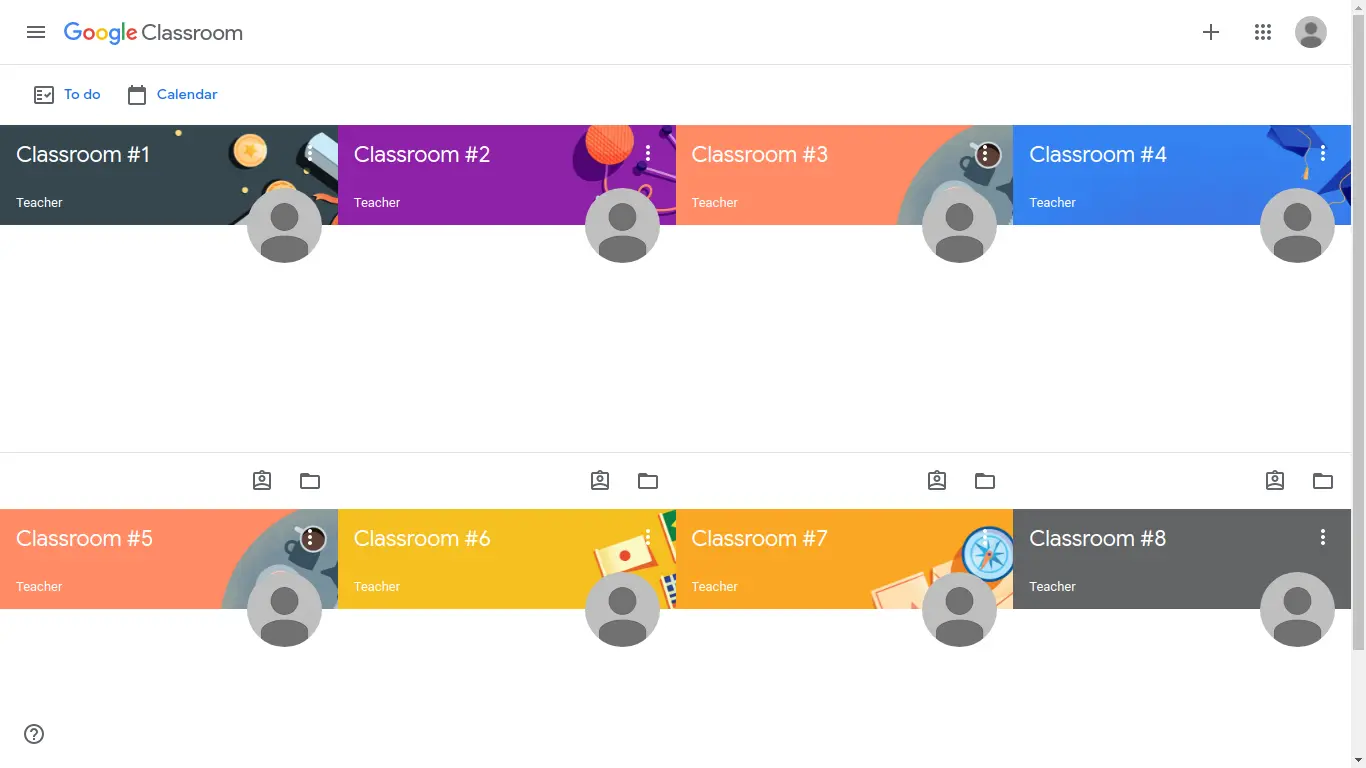 Google Classroom
To do
Calendar
Classroom #1
Teacher
Classroom #2
Teacher
Classroom #3
Teacher
Classroom #4
Teacher
Classroom #5
Teacher
Classroom #6
Teacher
Classroom #7
Teacher
Classroom #8
Teacher